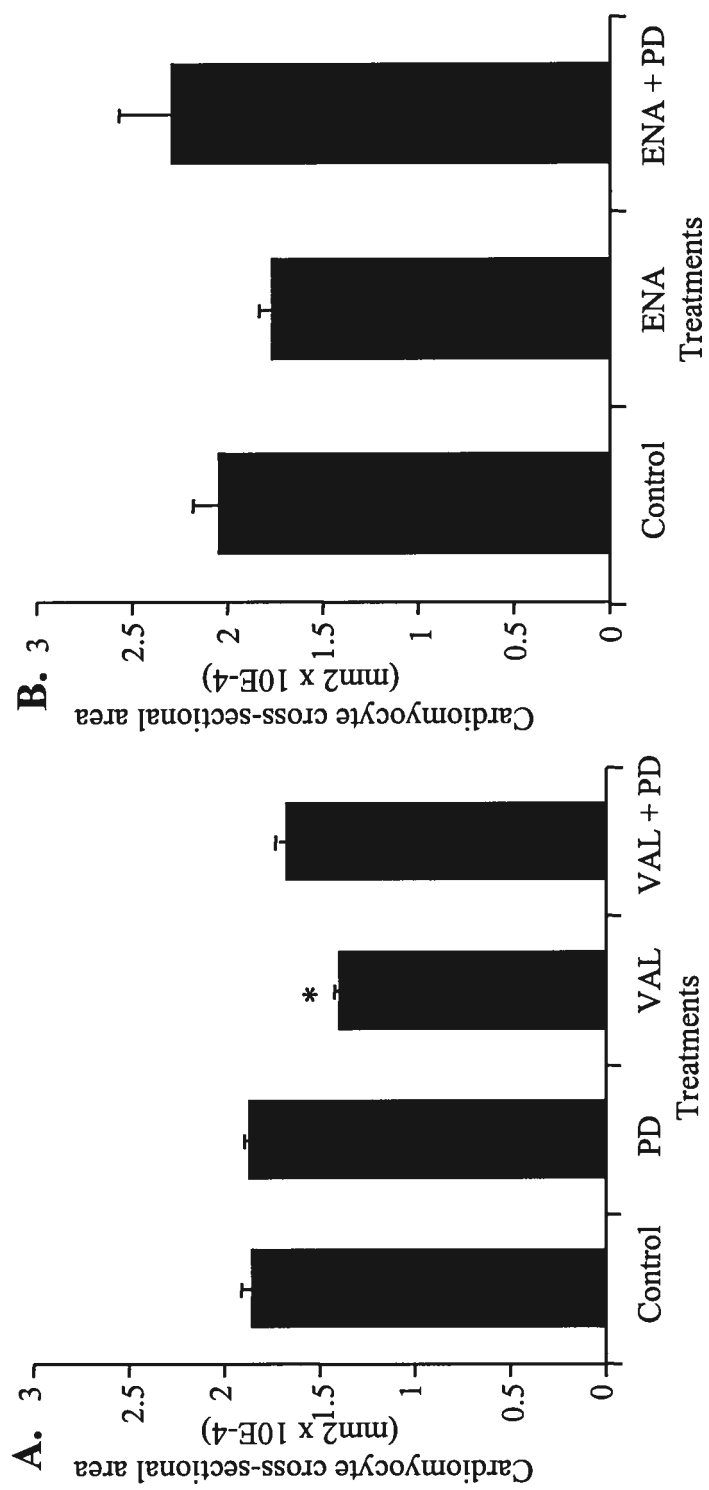 A.
Cardiomyocyte cross-sectional area
(mm2 x 10E-4)
3
2.5
2
1.5
1
0.5
0
Control PD VAL VAL + PD
Treatments
*
B.
Cardiomyocyte cross-sectional area
(mm2 x 10E-4)
3
2.5
2
1.5
1
0.5
0
Control ENA ENA + PD
Treatments